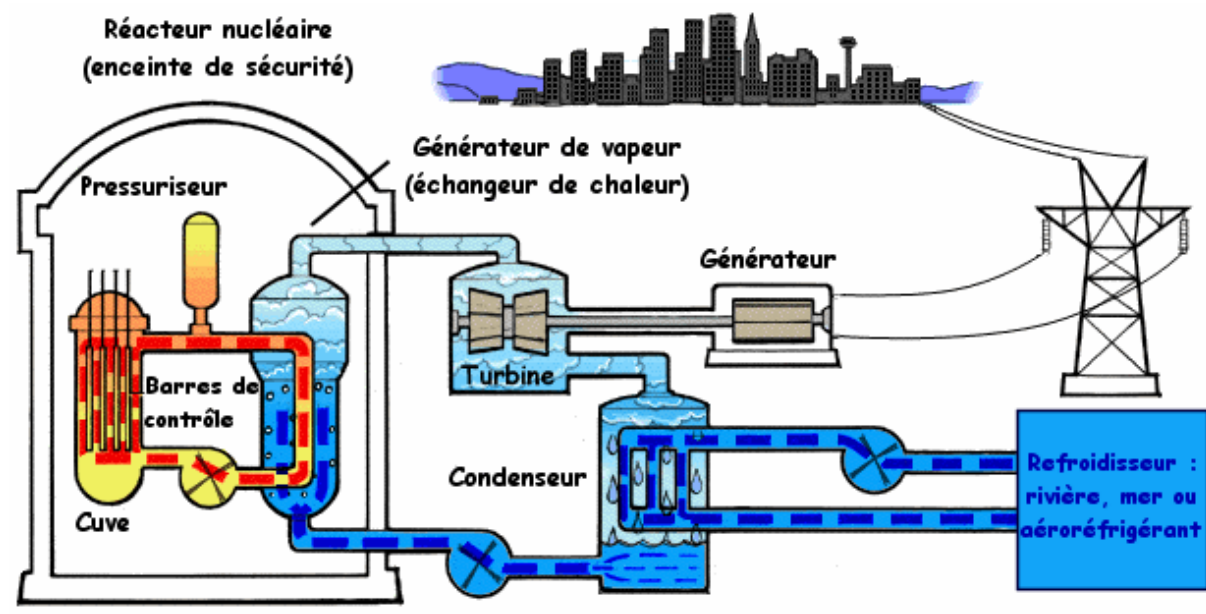 Réacteur nucléaire
(enceinte de sécurité)
Générateur de vapeur
(échangeur de chaleur)
Pressuriseur
Générateur
Turbine
Barres de
contrôle
Condenseur
Cuve
Refroidisseur :
rivière, mer ou
aéroréfrigérant